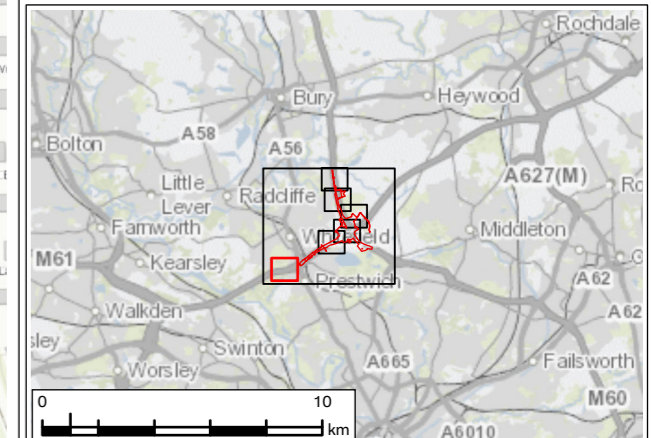 Rochdale
Bury
Heywood
A58
Bolton
A56
A627(M)
Little
Lever
Radcliffe
Farnworth
Middleton
M61
Kearsley
A62
Prestwich
Walkden
A62
Swinton
A665
Failsworth
Worsley
M60
A6010
0 10
km